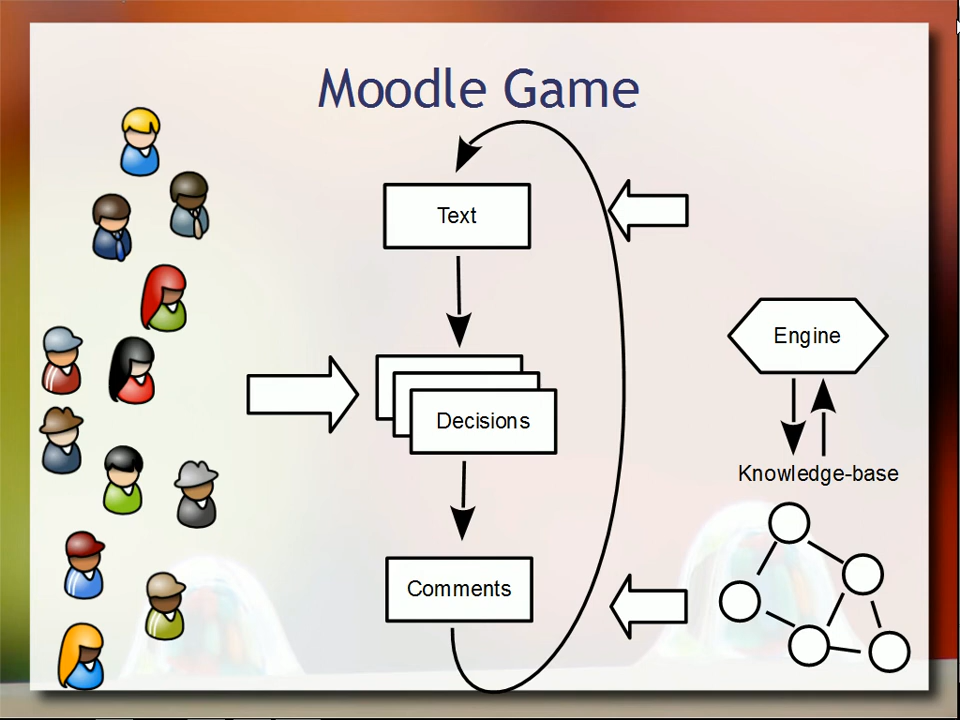 Moodle Game
Text
Engine
Decisions
Knowledge-base
Comments